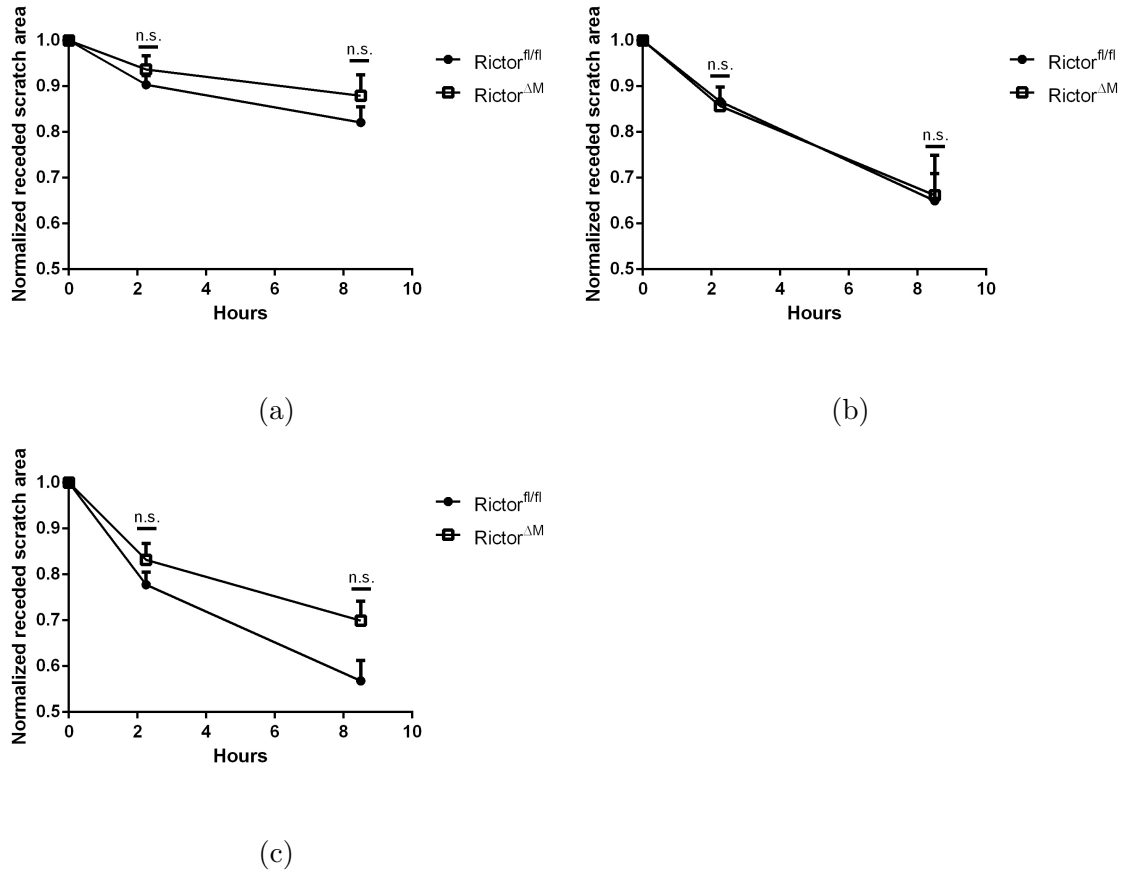 Normalized receded scratch area
1.0
0.9
0.8
0.7
0.6
0.5
n.s.
n.s.
0 2 4 6 8 10
Hours
Rictor^fl/fl
Rictor^ΔM
(a)
Normalized receded scratch area
1.0
0.9
0.8
0.7
0.6
0.5
n.s.
n.s.
0 2 4 6 8 10
Hours
Rictor^fl/fl
Rictor^ΔM
(b)
Normalized receded scratch area
1.0
0.9
0.8
0.7
0.6
0.5
n.s.
n.s.
0 2 4 6 8 10
Hours
Rictor^fl/fl
Rictor^ΔM
(c)